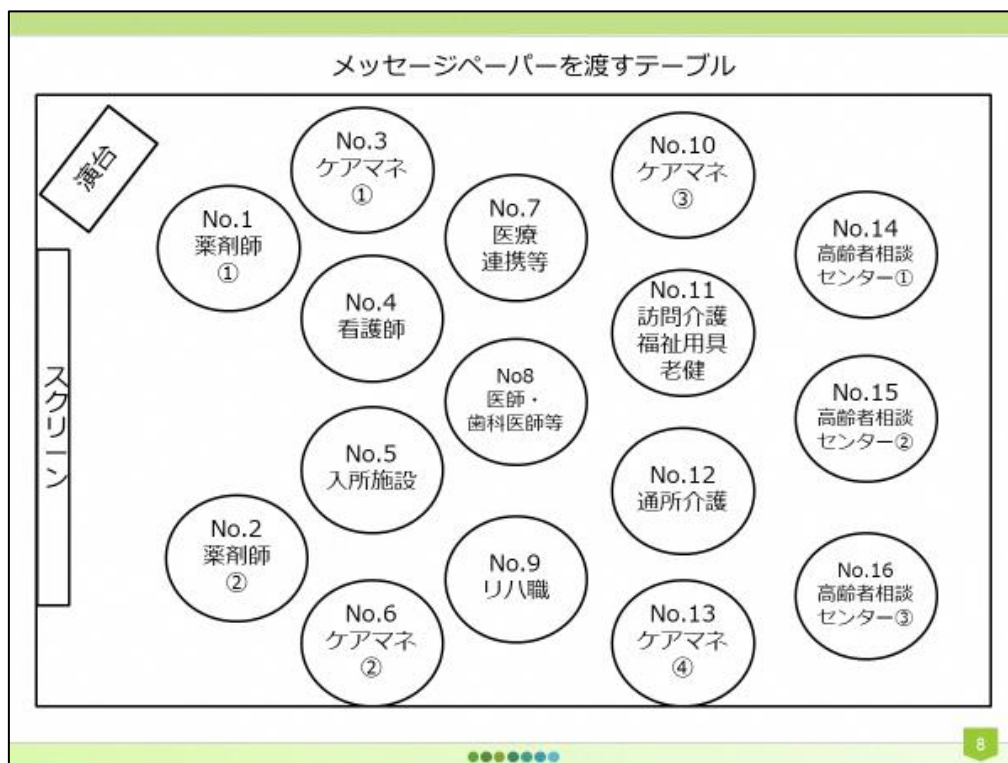 メッセージペーパーを渡すテーブル
演台
スクリーン
No.1
薬剤師
①
No.2
薬剤師
②
No.3
ケアマネ
①
No.4
看護師
No.5
入所施設
No.6
ケアマネ
②
No.7
医療
連携等
No8
医師・
歯科医師等
No.9
リハ職
No.10
ケアマネ
③
No.11
訪問介護
福祉用具
老健
No.12
通所介護
No.13
ケアマネ
④
No.14
高齢者相談
センター①
No.15
高齢者相談
センター②
No.16
高齢者相談
センター③
8